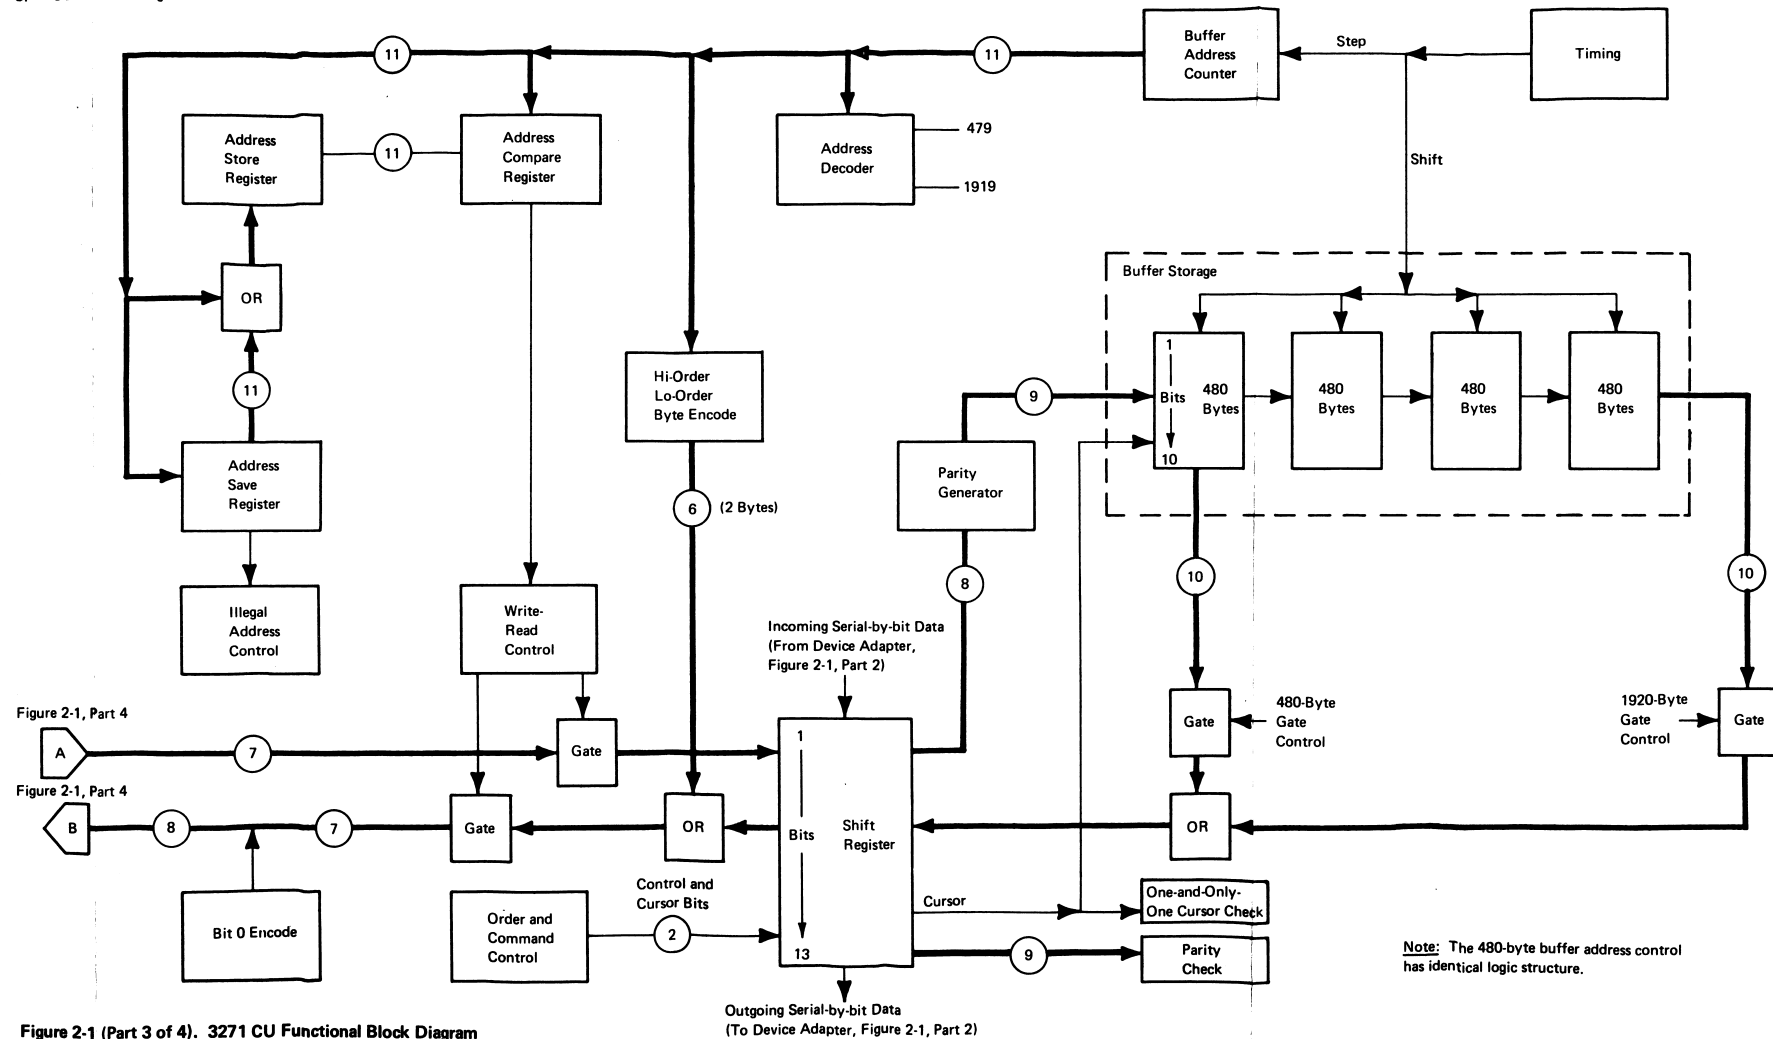 Buffer
Address
Counter
Step
Timing
11
11
Address
Store
Register
11
Address
Compare
Register
Address
Decoder
479
1919
Shift
OR
Buffer Storage
11
Hi-Order
Lo-Order
Byte Encode
9
1
Bits
10
480
Bytes
480
Bytes
480
Bytes
480
Bytes
Address
Save
Register
6
(2 Bytes)
Parity
Generator
Illegal
Address
Control
Write-
Read
Control
8
10
10
Incoming Serial-by-bit Data
(From Device Adapter,
Figure 2-1, Part 2)
Figure 2-1, Part 4
A
7
Gate
Gate
480-Byte
Gate
Control
1920-Byte
Gate
Control
Gate
Figure 2-1, Part 4
B
8
7
Gate
OR
1
Bits
13
Shift
Register
OR
Bit 0 Encode
Order and
Command
Control
Control and
Cursor Bits
2
Cursor
One-and-Only-
One Cursor Check
9
Parity
Check
Note: The 480-byte buffer address control
has identical logic structure.
Outgoing Serial-by-bit Data
(To Device Adapter, Figure 2-1, Part 2)
Figure 2-1 (Part 3 of 4). 3271 CU Functional Block Diagram